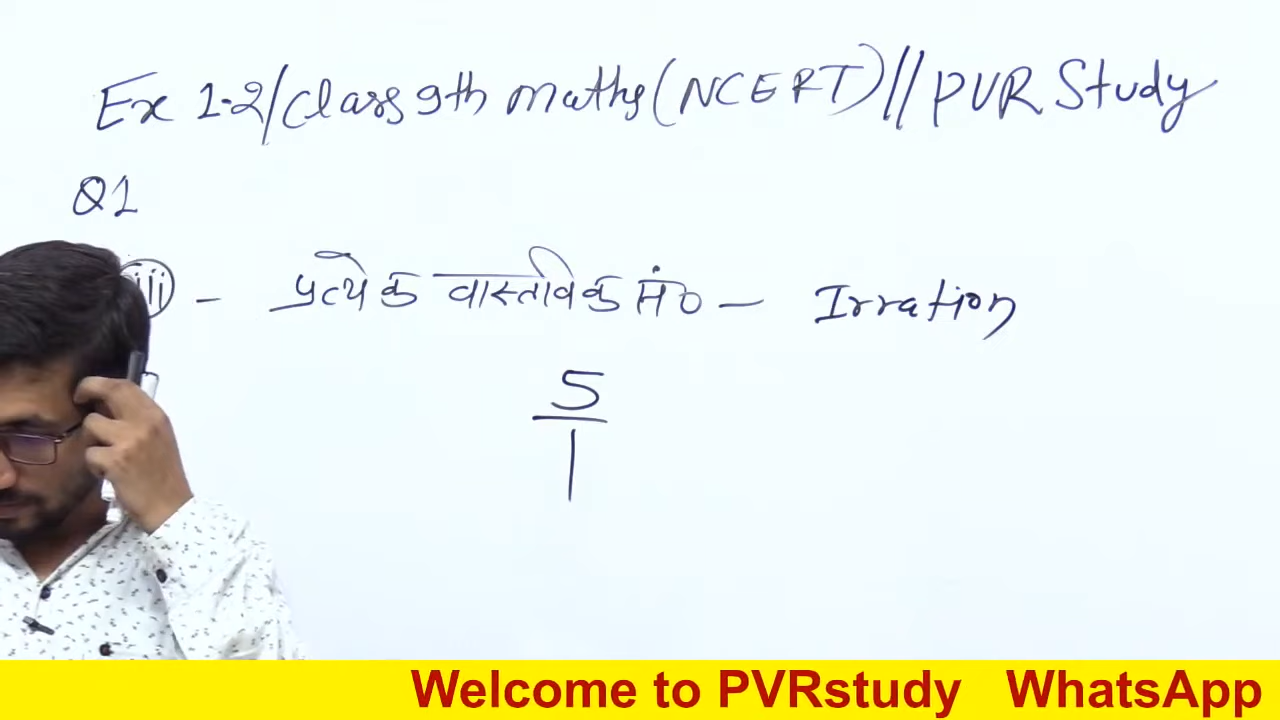 Ex 1.2/Class 9th maths (NCERT)//PVR Study
Q1
iii - प्रत्येक वास्तविक सं० - Irration
5
1
Welcome to PVRstudy WhatsApp